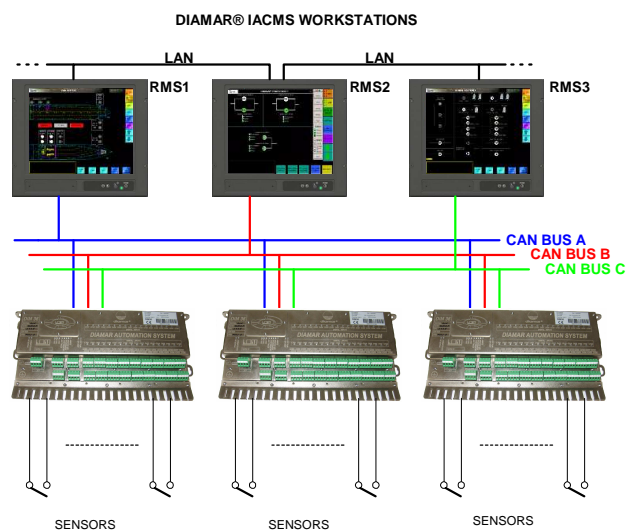 DIAMAR® IACMS WORKSTATIONS
LAN LAN
RMS1 RMS2 RMS3
CAN BUS A
CAN BUS B
CAN BUS C
DIAMAR AUTOMATION SYSTEM DIAMAR AUTOMATION SYSTEM DIAMAR AUTOMATION SYSTEM
SENSORS SENSORS SENSORS